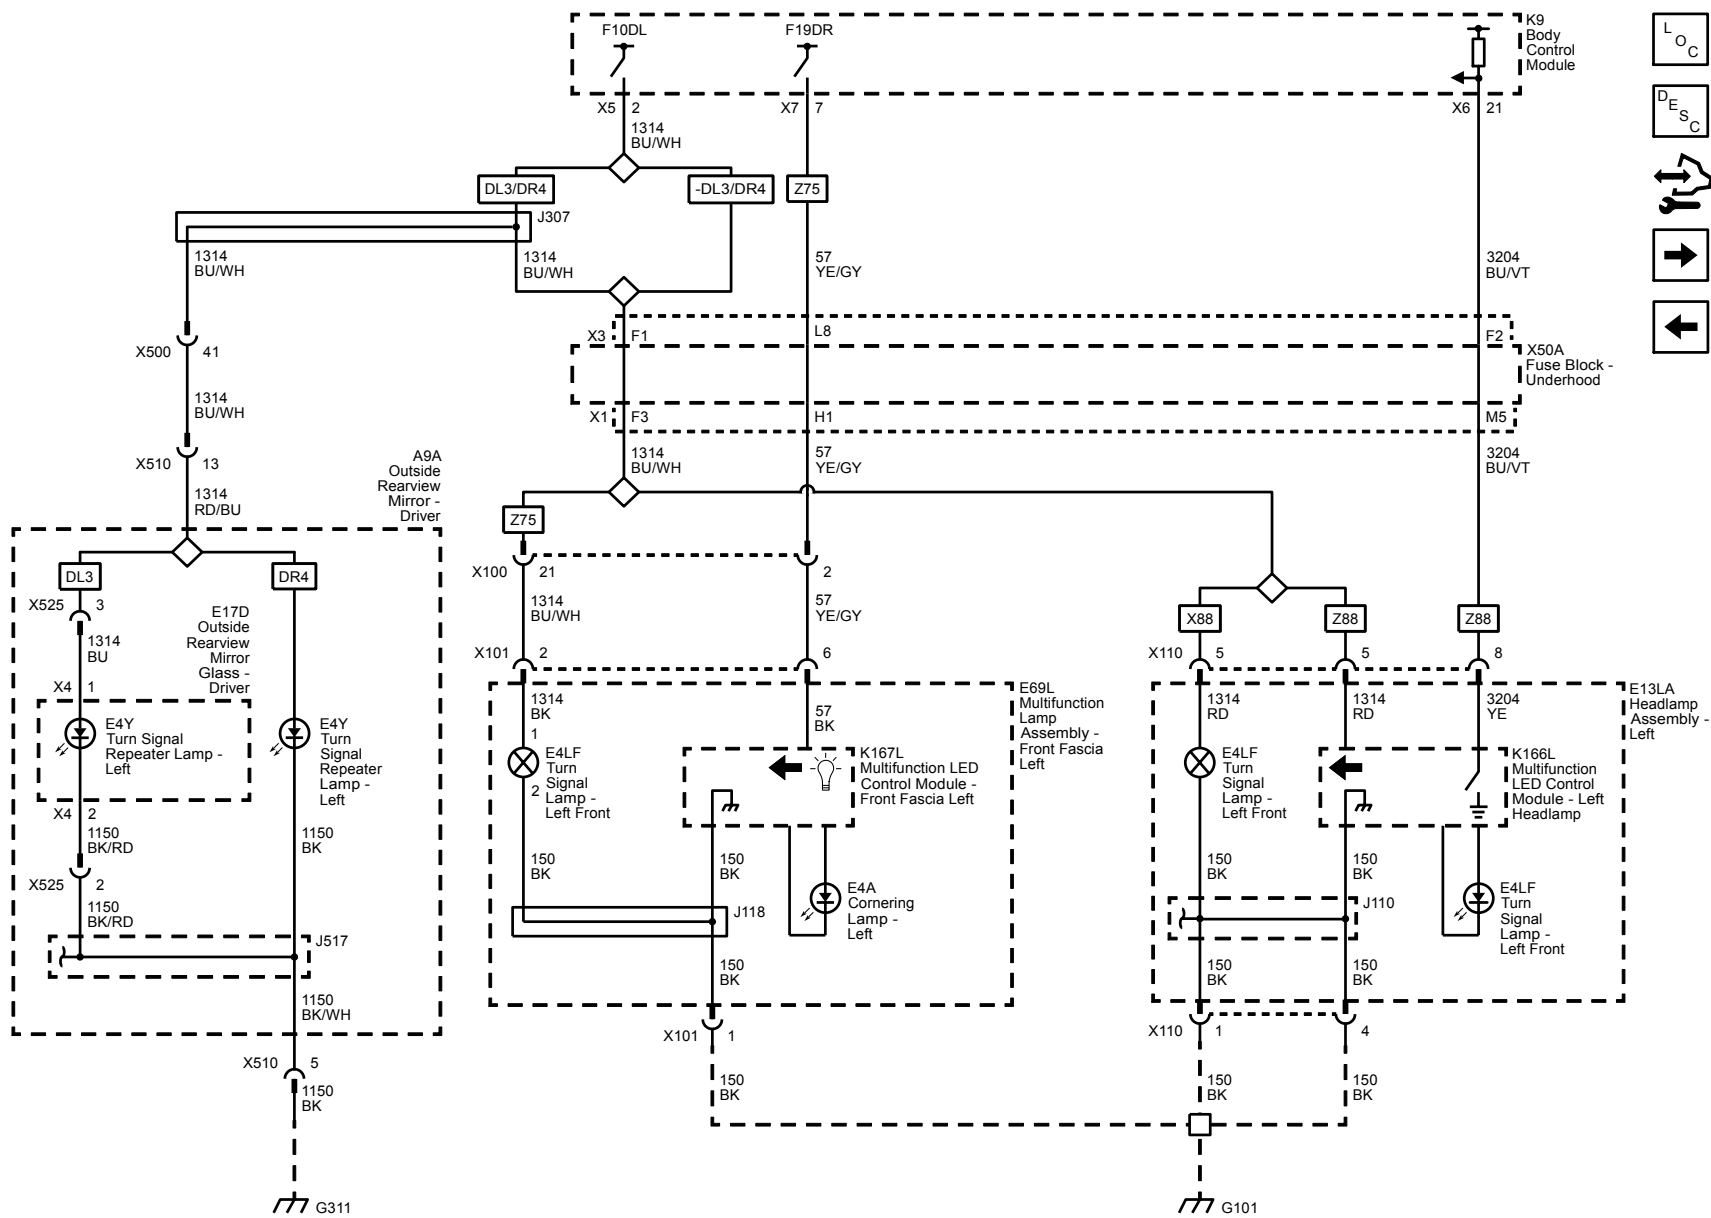 F10DL
F19DR
K9
Body
Control
Module
L
O
C
X5 2
X7 7
X6 21
D
E
S
C
1314
BU/WH
DL3/DR4
-DL3/DR4
Z75
J307
1314
BU/WH
1314
BU/WH
57
YE/GY
3204
BU/VT
X3 F1
L8
F2
X500 41
X50A
Fuse Block -
Underhood
1314
BU/WH
X1 F3
H1
M5
X510 13
1314
BU/WH
57
YE/GY
3204
BU/VT
A9A
Outside
Rearview
Mirror -
Driver
1314
RD/BU
Z75
DL3
DR4
X100 21
2
X525 3
E17D
Outside
Rearview
Mirror
Glass -
Driver
1314
BU
1314
BU/WH
57
YE/GY
X88
Z88
Z88
X101 2
6
X110 5
5
8
X4 1
1314
BK
1
57
BK
E69L
Multifunction
Lamp
Assembly -
Front Fascia
Left
1314
RD
1314
RD
3204
YE
E13LA
Headlamp
Assembly -
Left
E4Y
Turn Signal
Repeater Lamp -
Left
E4Y
Turn
Signal
Repeater
Lamp -
Left
E4LF
Turn
Signal
Lamp -
Left Front
2
K167L
Multifunction LED
Control Module -
Front Fascia Left
E4LF
Turn
Signal
Lamp -
Left Front
K166L
Multifunction
LED Control
Module - Left
Headlamp
X4 2
1150
BK/RD
1150
BK
150
BK
150
BK
150
BK
150
BK
X525 2
1150
BK/RD
E4A
Cornering
Lamp -
Left
E4LF
Turn
Signal
Lamp -
Left Front
J118
J110
J517
150
BK
150
BK
150
BK
1150
BK/WH
X101 1
X110 1
4
X510 5
1150
BK
150
BK
150
BK
150
BK
G311
G101